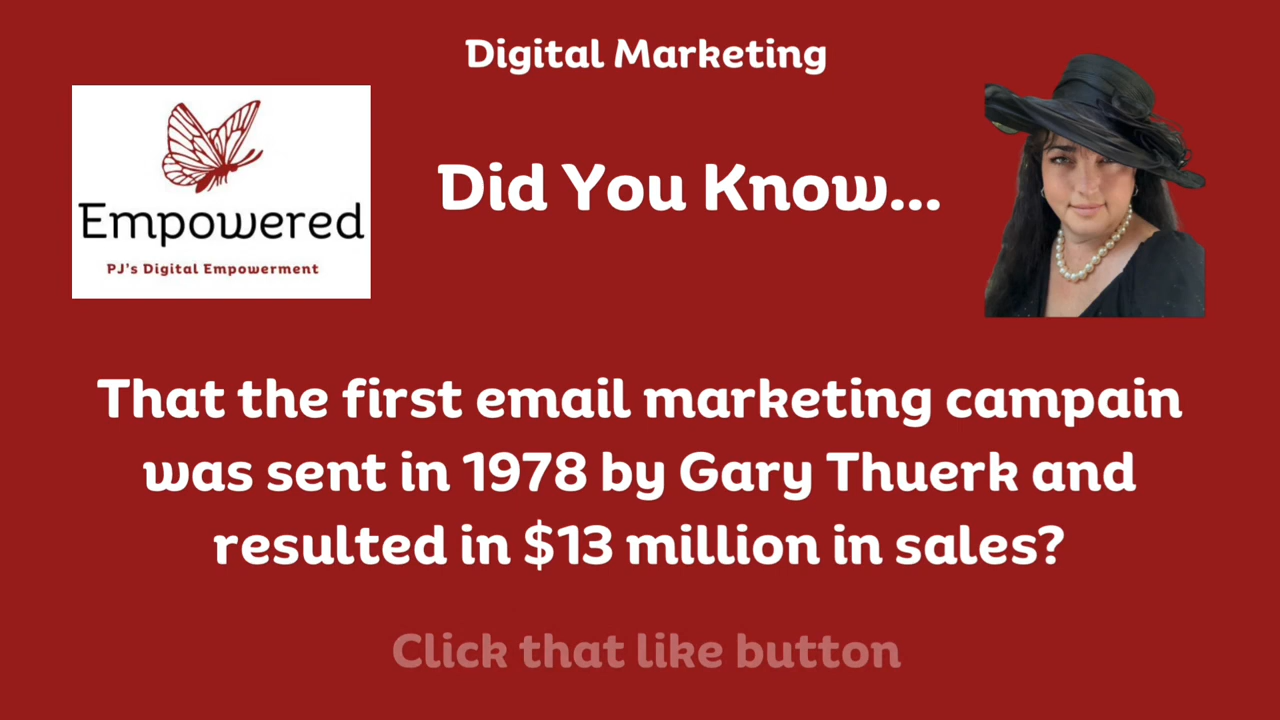 Digital Marketing
Empowered
PJ's Digital Empowerment
Did You Know...
That the first email marketing campain
was sent in 1978 by Gary Thuerk and
resulted in $13 million in sales?
Click that like button